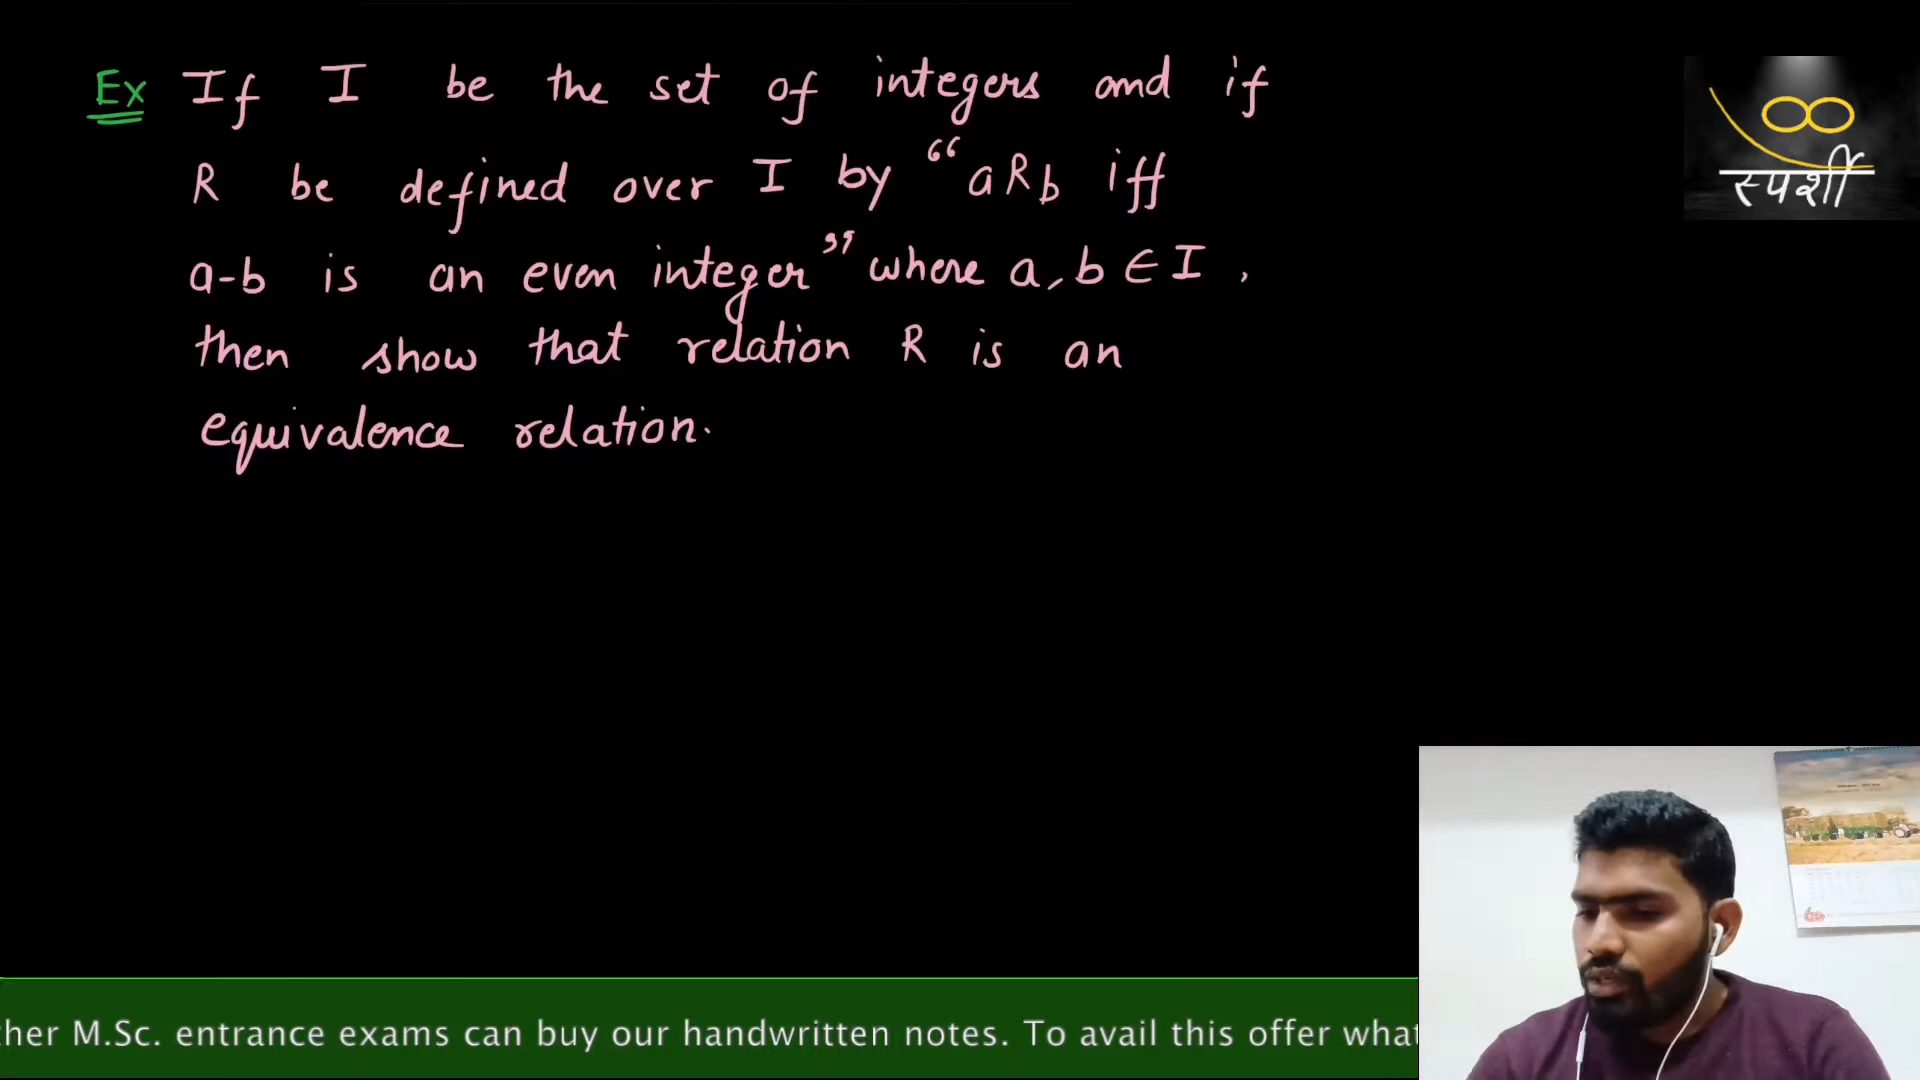 Ex If I be the set of integers and if
R be defined over I by “aRb iff
a-b is an even integer” where a, b ∈ I,
then show that relation R is an
equivalence relation.
स्पर्शी
ther M.Sc. entrance exams can buy our handwritten notes. To avail this offer what